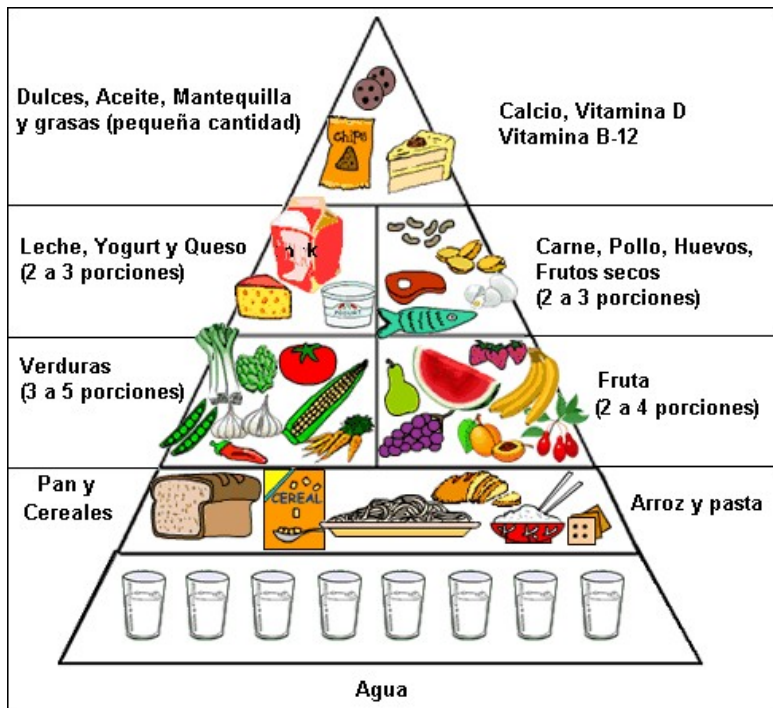 Dulces, Aceite, Mantequilla
y grasas (pequeña cantidad)
Calcio, Vitamina D
Vitamina B-12
CHIPS
Leche, Yogurt y Queso
(2 a 3 porciones)
Carne, Pollo, Huevos,
Frutos secos
(2 a 3 porciones)
YOGURT
Verduras
(3 a 5 porciones)
Fruta
(2 a 4 porciones)
Pan y
Cereales
CEREAL
Arroz y pasta
Agua